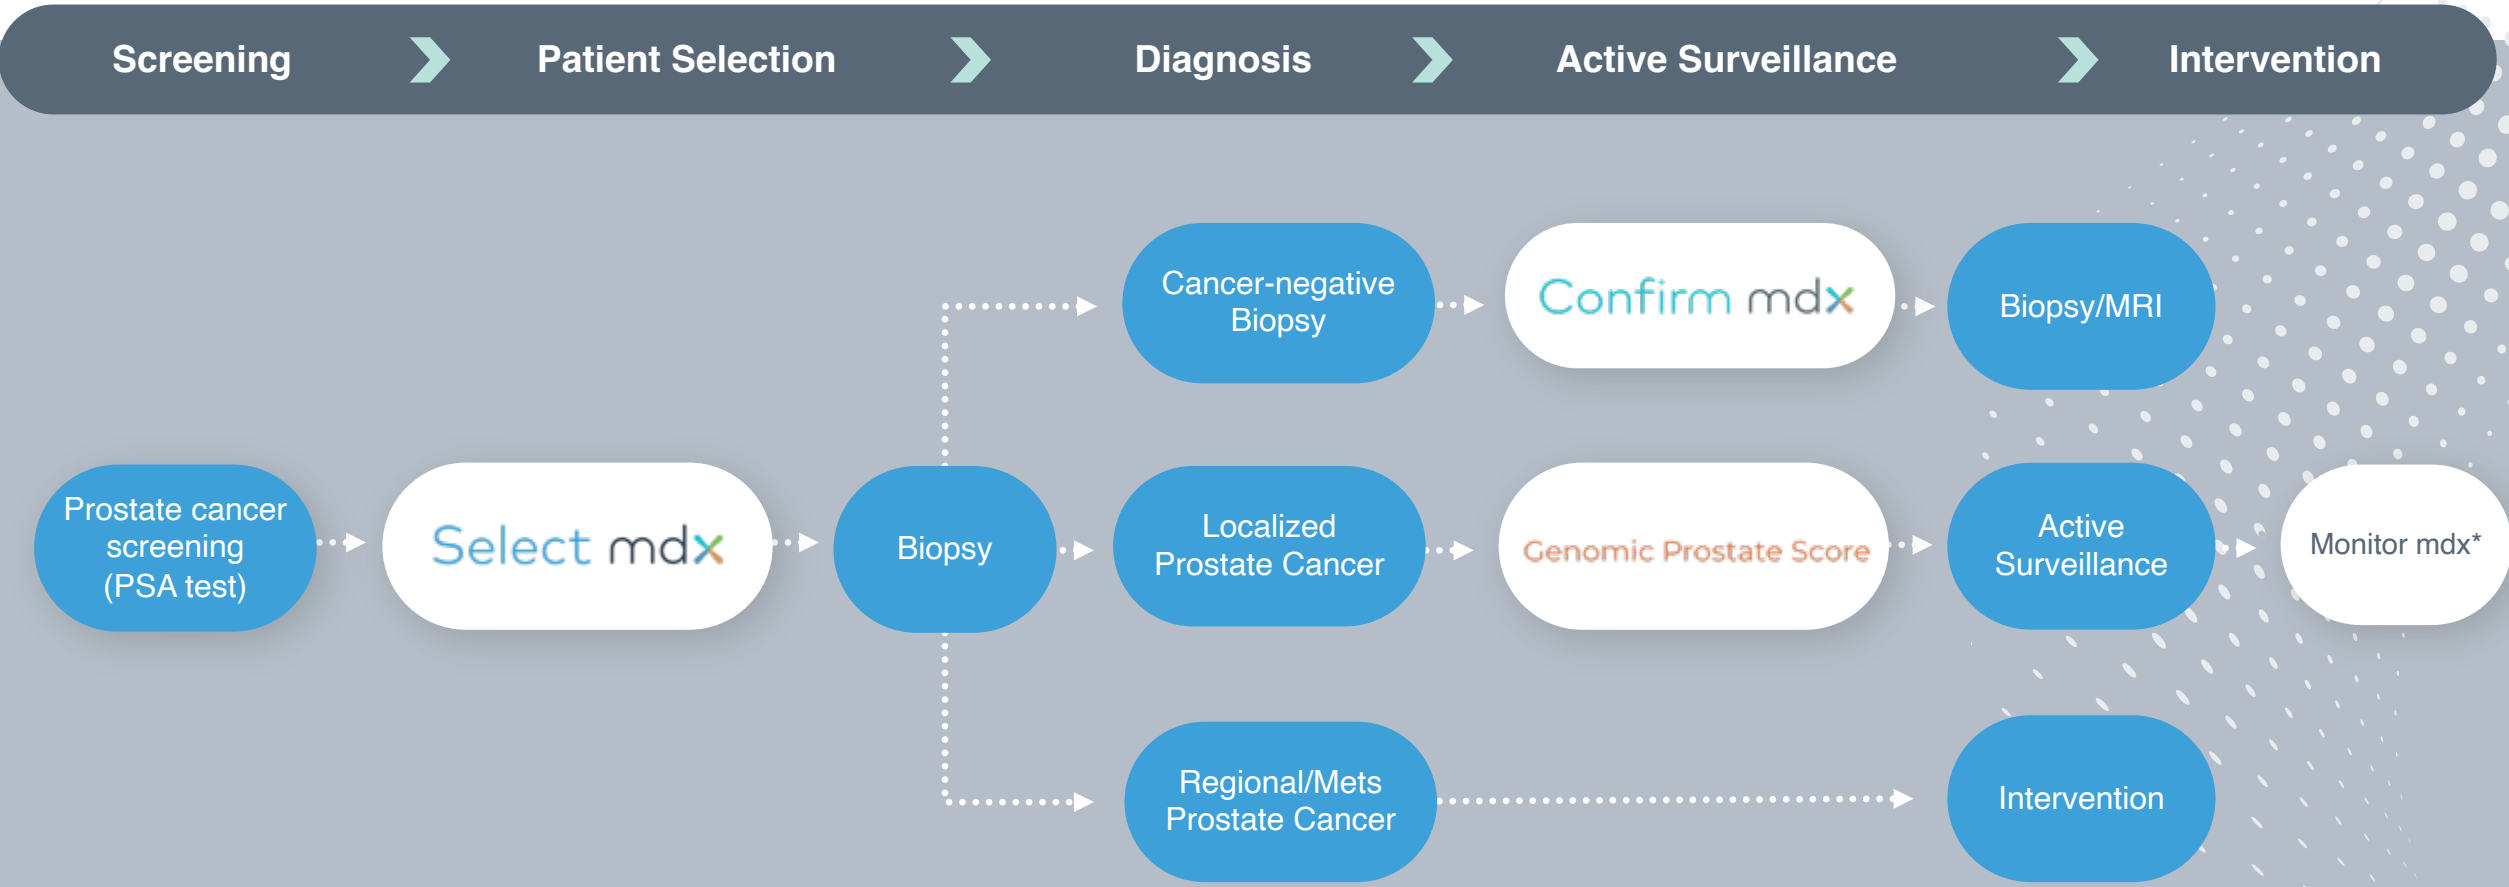 Screening
Patient Selection
Diagnosis
Active Surveillance
Intervention
Cancer-negative
Biopsy
Confirm mdx
Biopsy/MRI
Prostate cancer
screening
(PSA test)
Select mdx
Biopsy
Localized
Prostate Cancer
Genomic Prostate Score
Active
Surveillance
Monitor mdx*
Regional/Mets
Prostate Cancer
Intervention